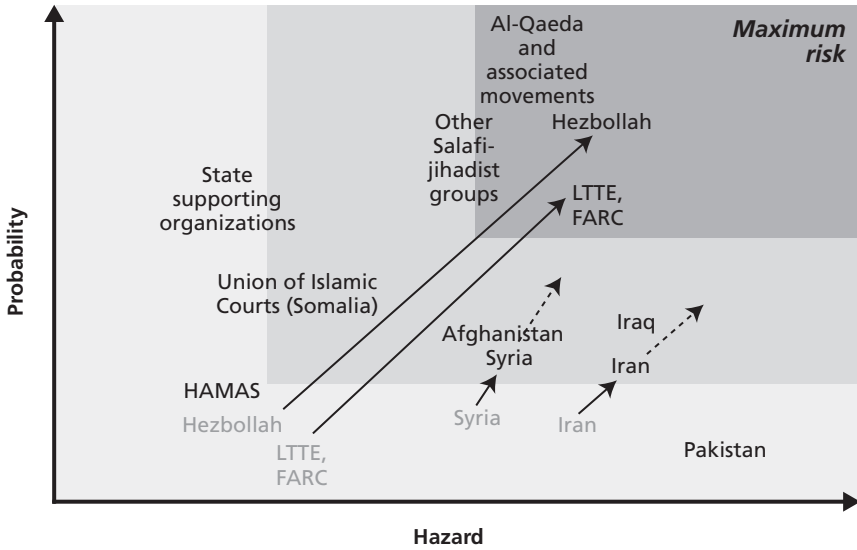 Al-Qaeda
and
associated
movements
Maximum
risk
Other
Salafi-
jihadist
groups
Hezbollah
State
supporting
organizations
LTTE,
FARC
Union of Islamic
Courts (Somalia)
Afghanistan
Syria
Iraq
Iran
HAMAS
Hezbollah
LTTE,
FARC
Syria
Iran
Pakistan
Probability
Hazard